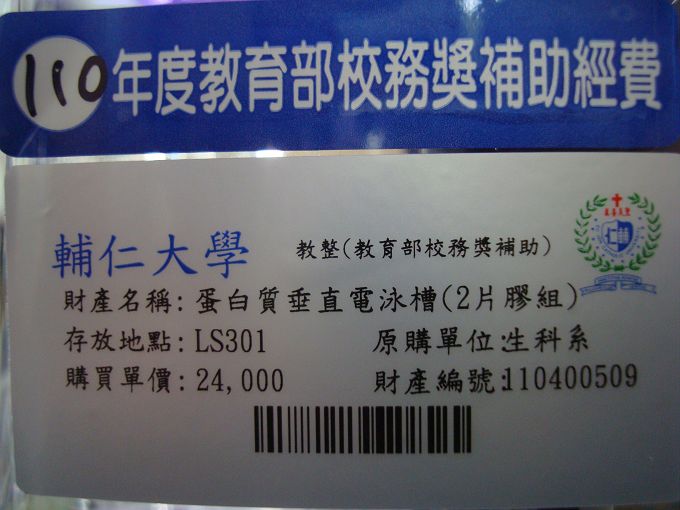 110年度教育部校務獎補助經費
輔仁大學 教整(教育部校務獎補助)
財產名稱: 蛋白質垂直電泳槽(2片膠組)
存放地點: LS301 原購單位:生科系
購買單價: 24,000 財產編號:110400509